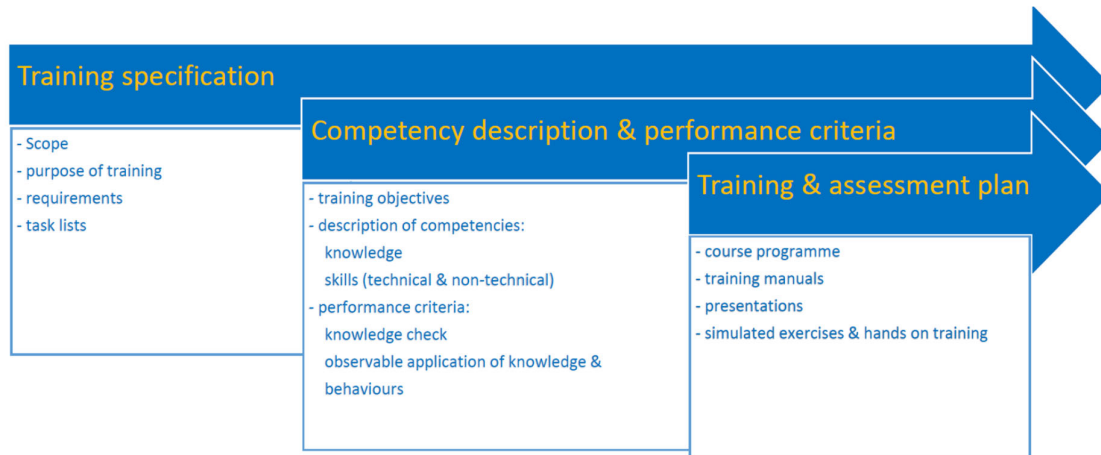 Training specification
- Scope
- purpose of training
- requirements
- task lists
Competency description & performance criteria
- training objectives
- description of competencies:
knowledge
skills (technical & non-technical)
- performance criteria:
knowledge check
observable application of knowledge &
behaviours
Training & assessment plan
- course programme
- training manuals
- presentations
- simulated exercises & hands on training